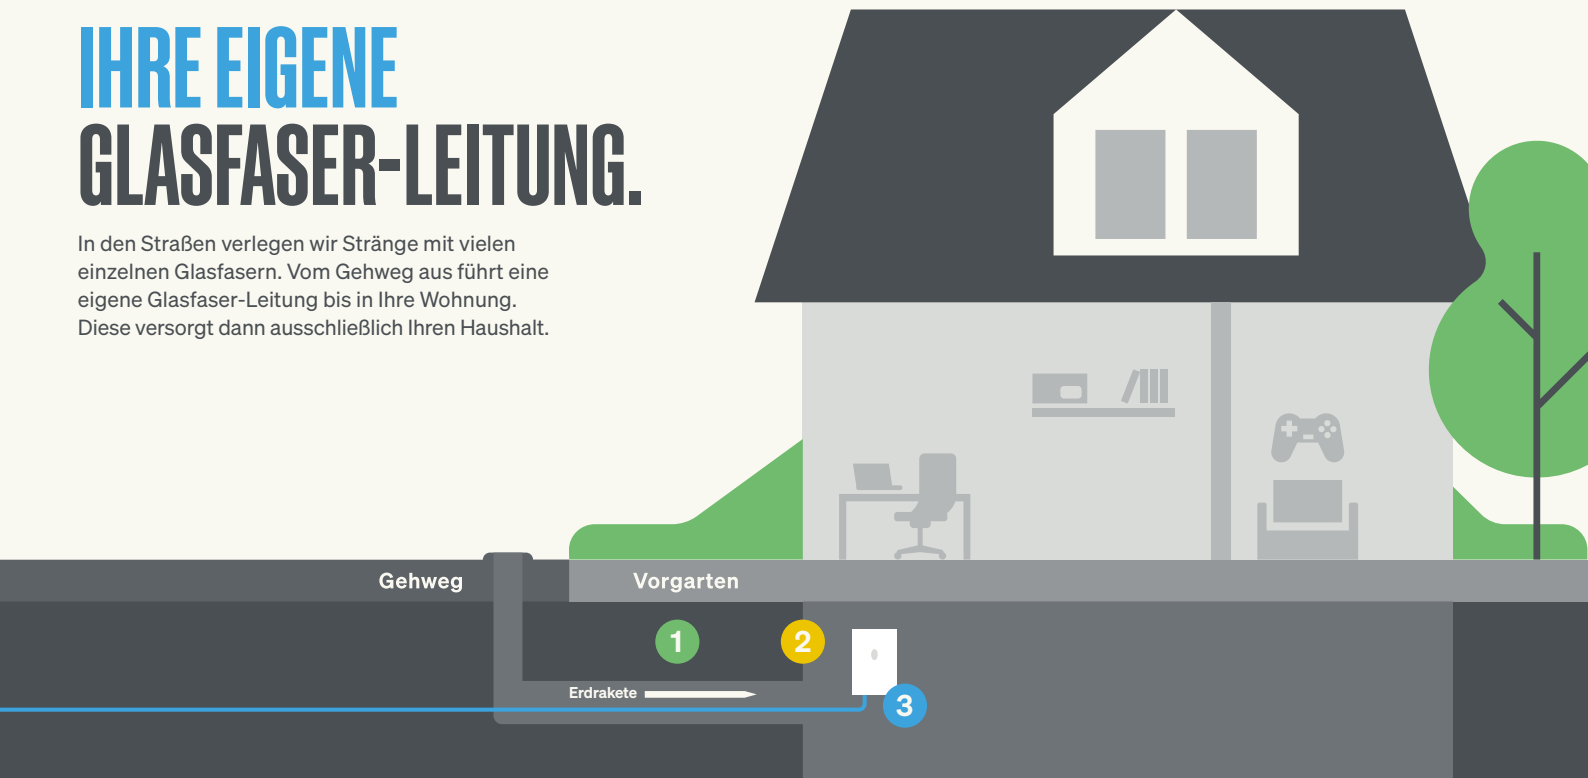 IHRE EIGENE
GLASFASER-LEITUNG.
In den Straßen verlegen wir Stränge mit vielen
einzelnen Glasfasern. Vom Gehweg aus führt eine
eigene Glasfaser-Leitung bis in Ihre Wohnung.
Diese versorgt dann ausschließlich Ihren Haushalt.
Gehweg
Vorgarten
1
2
Erdrakete
3